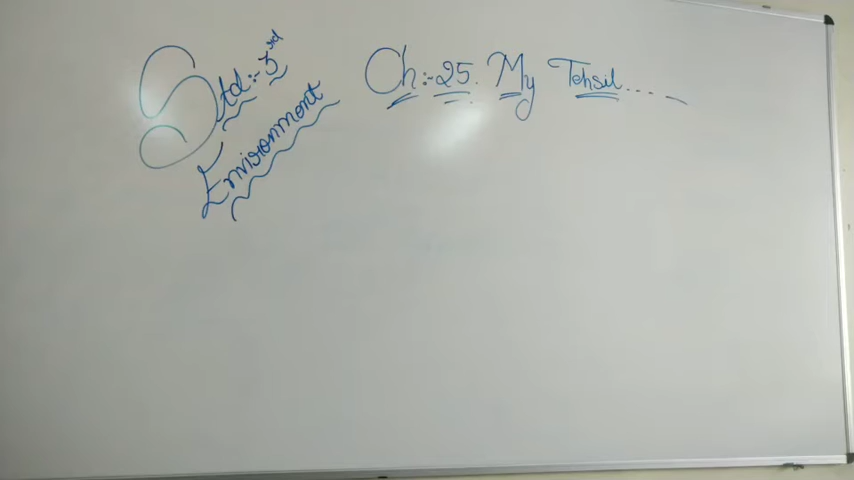 Std:- 3rd
Environment
Ch:- 25. My Tehsil....